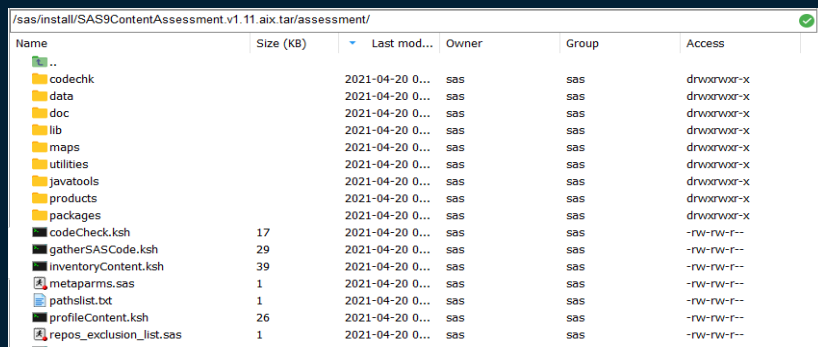 /sas/install/SAS9ContentAssessment.v1.11.aix.tar/assessment/
Name Size (KB) Last mod... Owner Group Access
..
codechk 2021-04-20 0... sas sas drwxrwxr-x
data 2021-04-20 0... sas sas drwxrwxr-x
doc 2021-04-20 0... sas sas drwxrwxr-x
lib 2021-04-20 0... sas sas drwxrwxr-x
maps 2021-04-20 0... sas sas drwxrwxr-x
utilities 2021-04-20 0... sas sas drwxrwxr-x
javatools 2021-04-20 0... sas sas drwxrwxr-x
products 2021-04-20 0... sas sas drwxrwxr-x
packages 2021-04-20 0... sas sas drwxrwxr-x
codeCheck.ksh 17 2021-04-20 0... sas sas -rw-rw-r--
gatherSASCode.ksh 29 2021-04-20 0... sas sas -rw-rw-r--
inventoryContent.ksh 39 2021-04-20 0... sas sas -rw-rw-r--
metaparms.sas 1 2021-04-20 0... sas sas -rw-rw-r--
pathslist.txt 1 2021-04-20 0... sas sas -rw-rw-r--
profileContent.ksh 26 2021-04-20 0... sas sas -rw-rw-r--
repos_exclusion_list.sas 1 2021-04-20 0... sas sas -rw-rw-r--